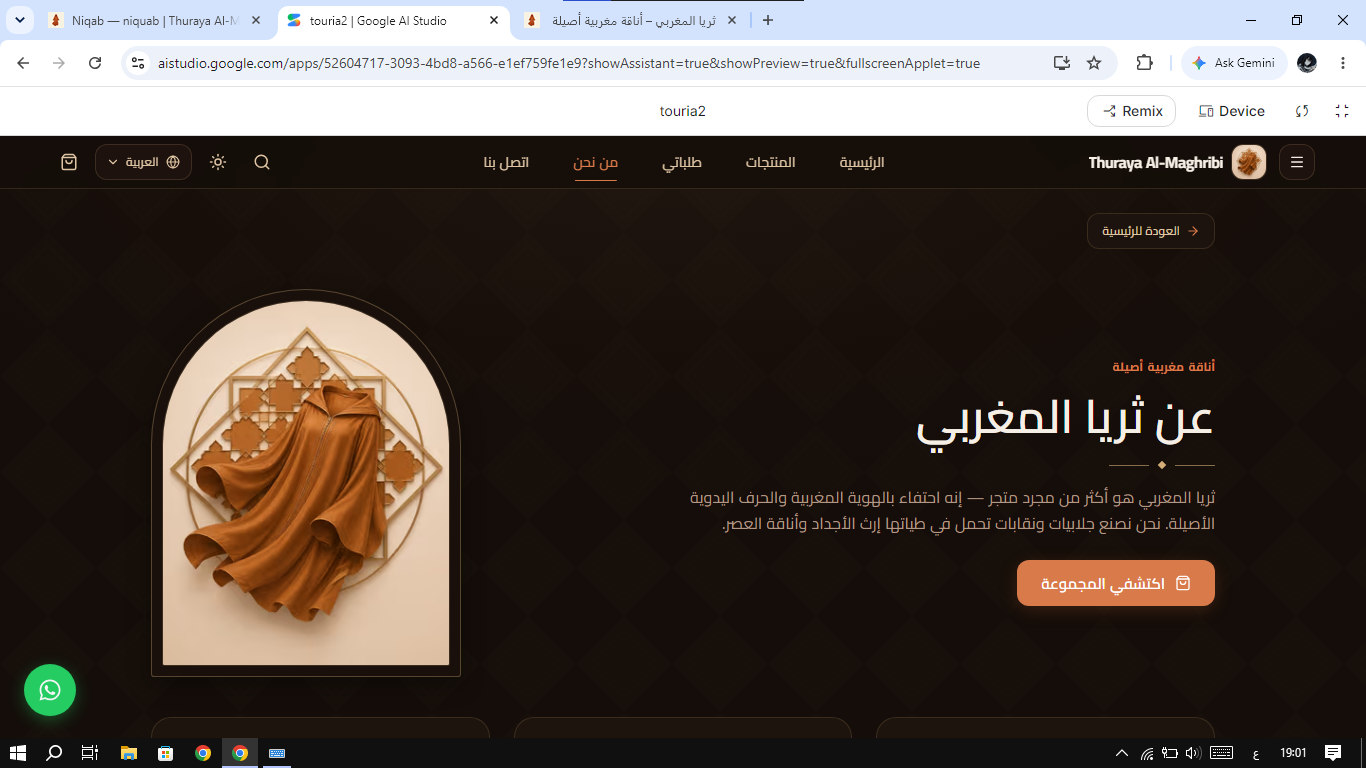 Niqab — niquab | Thuraya Al-M
touria2 | Google AI Studio
ثريا المغربي – أناقة مغربية أصيلة
aistudio.google.com/apps/52604717-3093-4bd8-a566-e1ef759fe1e9?showAssistant=true&showPreview=true&fullscreenApplet=true
Ask Gemini
touria2
Remix
Device
Thuraya Al-Maghribi
الرئيسية
المنتجات
طلباتي
من نحن
اتصل بنا
العربية
العودة للرئيسية
أناقة مغربية أصيلة
عن ثريا المغربي
ثريا المغربي هو أكثر من مجرد متجر — إنه احتفاء بالهوية المغربية والحرف اليدوية
الأصيلة. نحن نصنع جلابيات ونقابات تحمل في طياتها إرث الأجداد وأناقة العصر.
اكتشفي المجموعة
ع
19:01